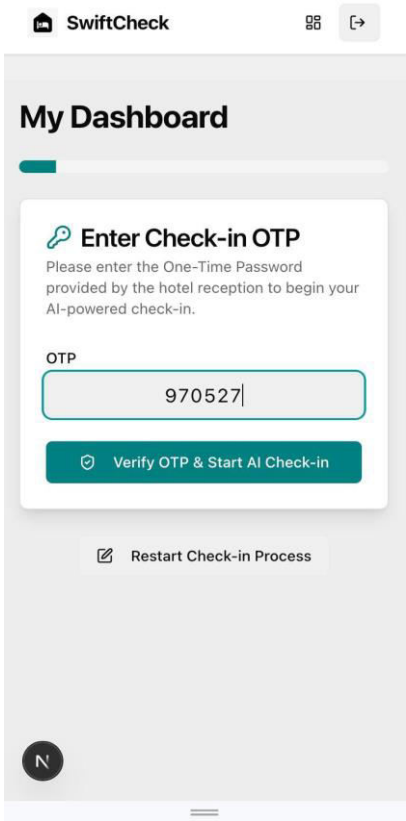 SwiftCheck
My Dashboard
Enter Check-in OTP
Please enter the One-Time Password
provided by the hotel reception to begin your
AI-powered check-in.
OTP
970527
Verify OTP & Start AI Check-in
Restart Check-in Process
N